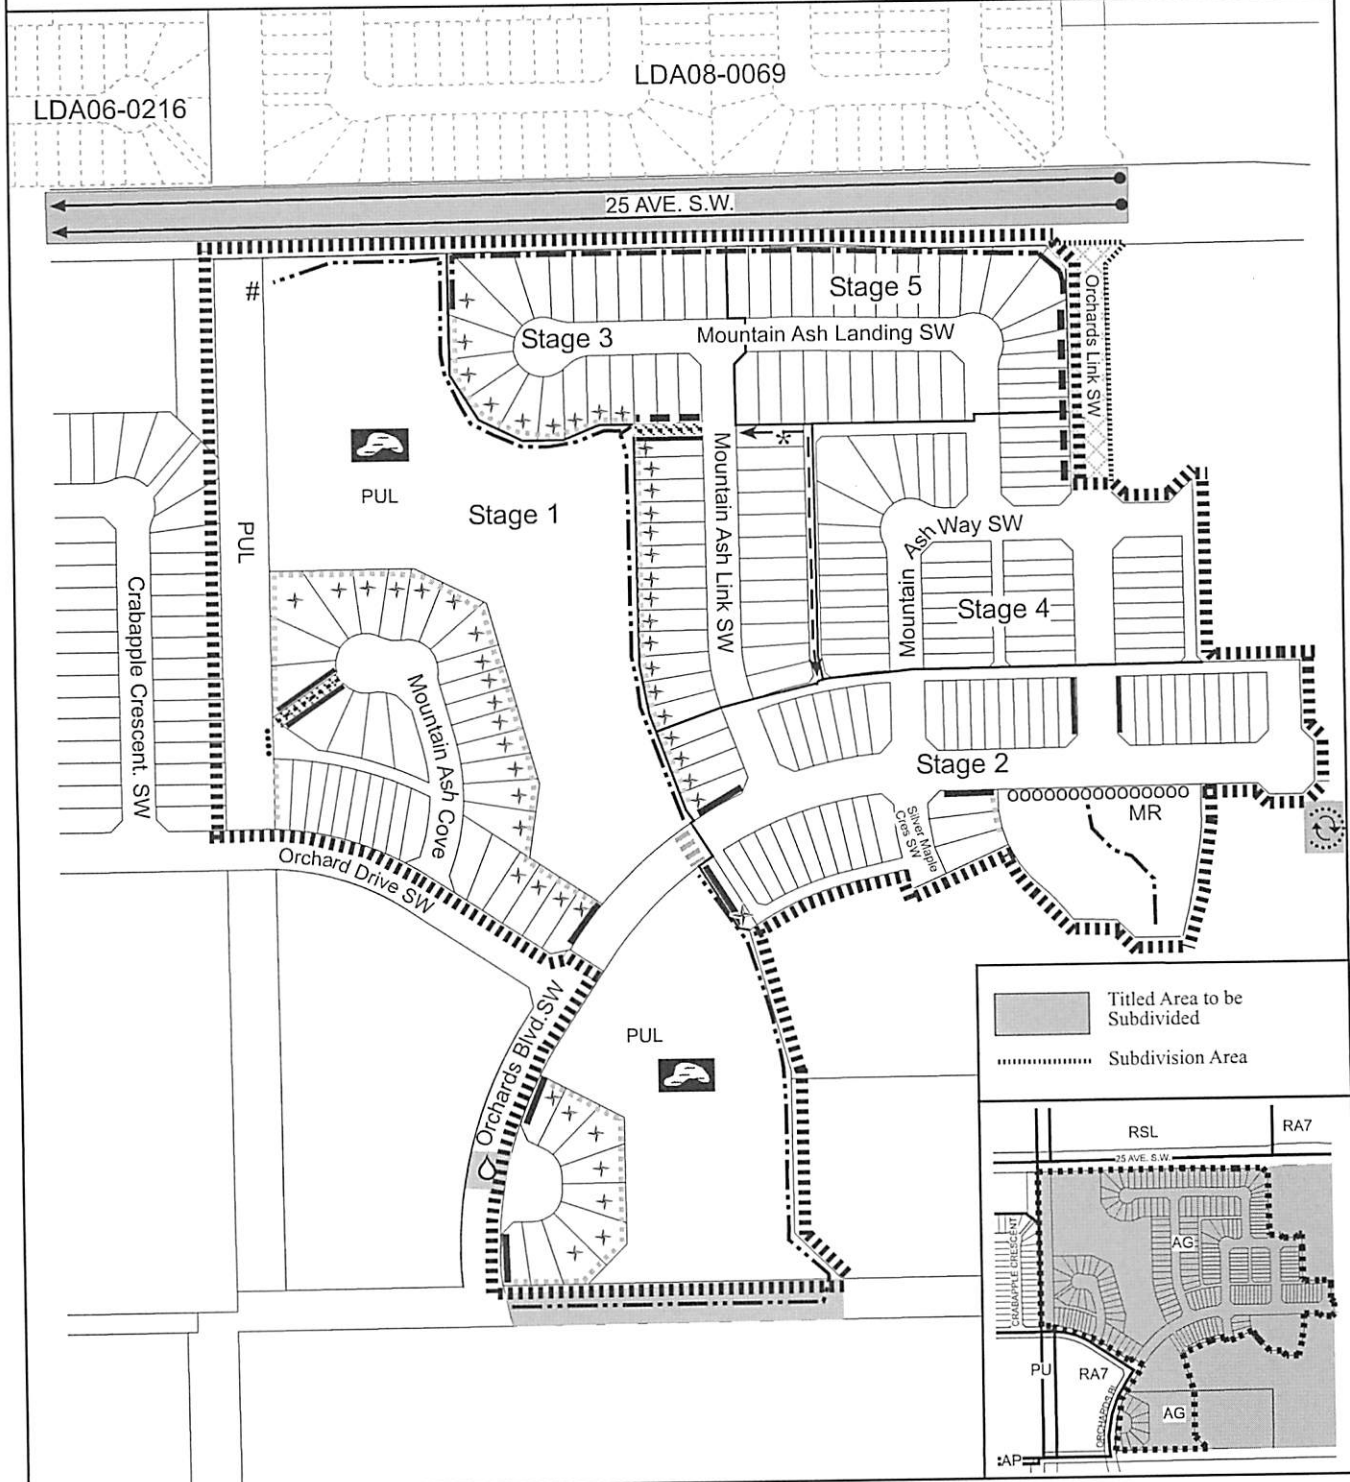 LDA08-0069
LDA06-0216
25 AVE. S.W.
#
Stage 5
Orchards Link SW
Stage 3
Mountain Ash Landing SW
*
PUL
Stage 1
PUL
Mountain Ash Link SW
Mountain Ash Way SW
Stage 4
Crabapple Crescent. SW
Mountain Ash Cove
Stage 2
MR
Silver Maple
Cres SW
Orchard Drive SW
Orchards Blvd.SW
PUL
Titled Area to be
Subdivided
Subdivision Area
RSL
RA7
25 AVE. S.W.
CRABAPPLE CRESCENT
AG
PU
RA7
ORCHARDS BL
AG
AP